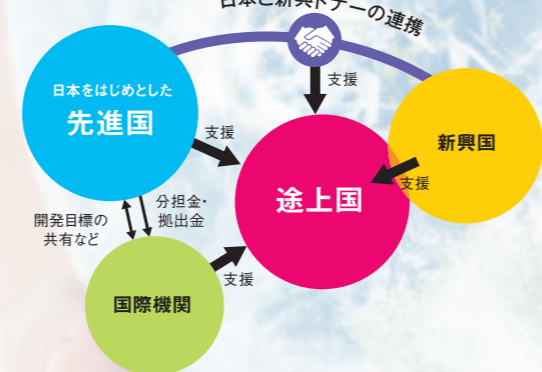 日本と新興ドナーの連携
支援
日本をはじめとした
先進国
支援
新興国
途上国
支援
開発目標の
共有など
分担金・
拠出金
国際機関
支援